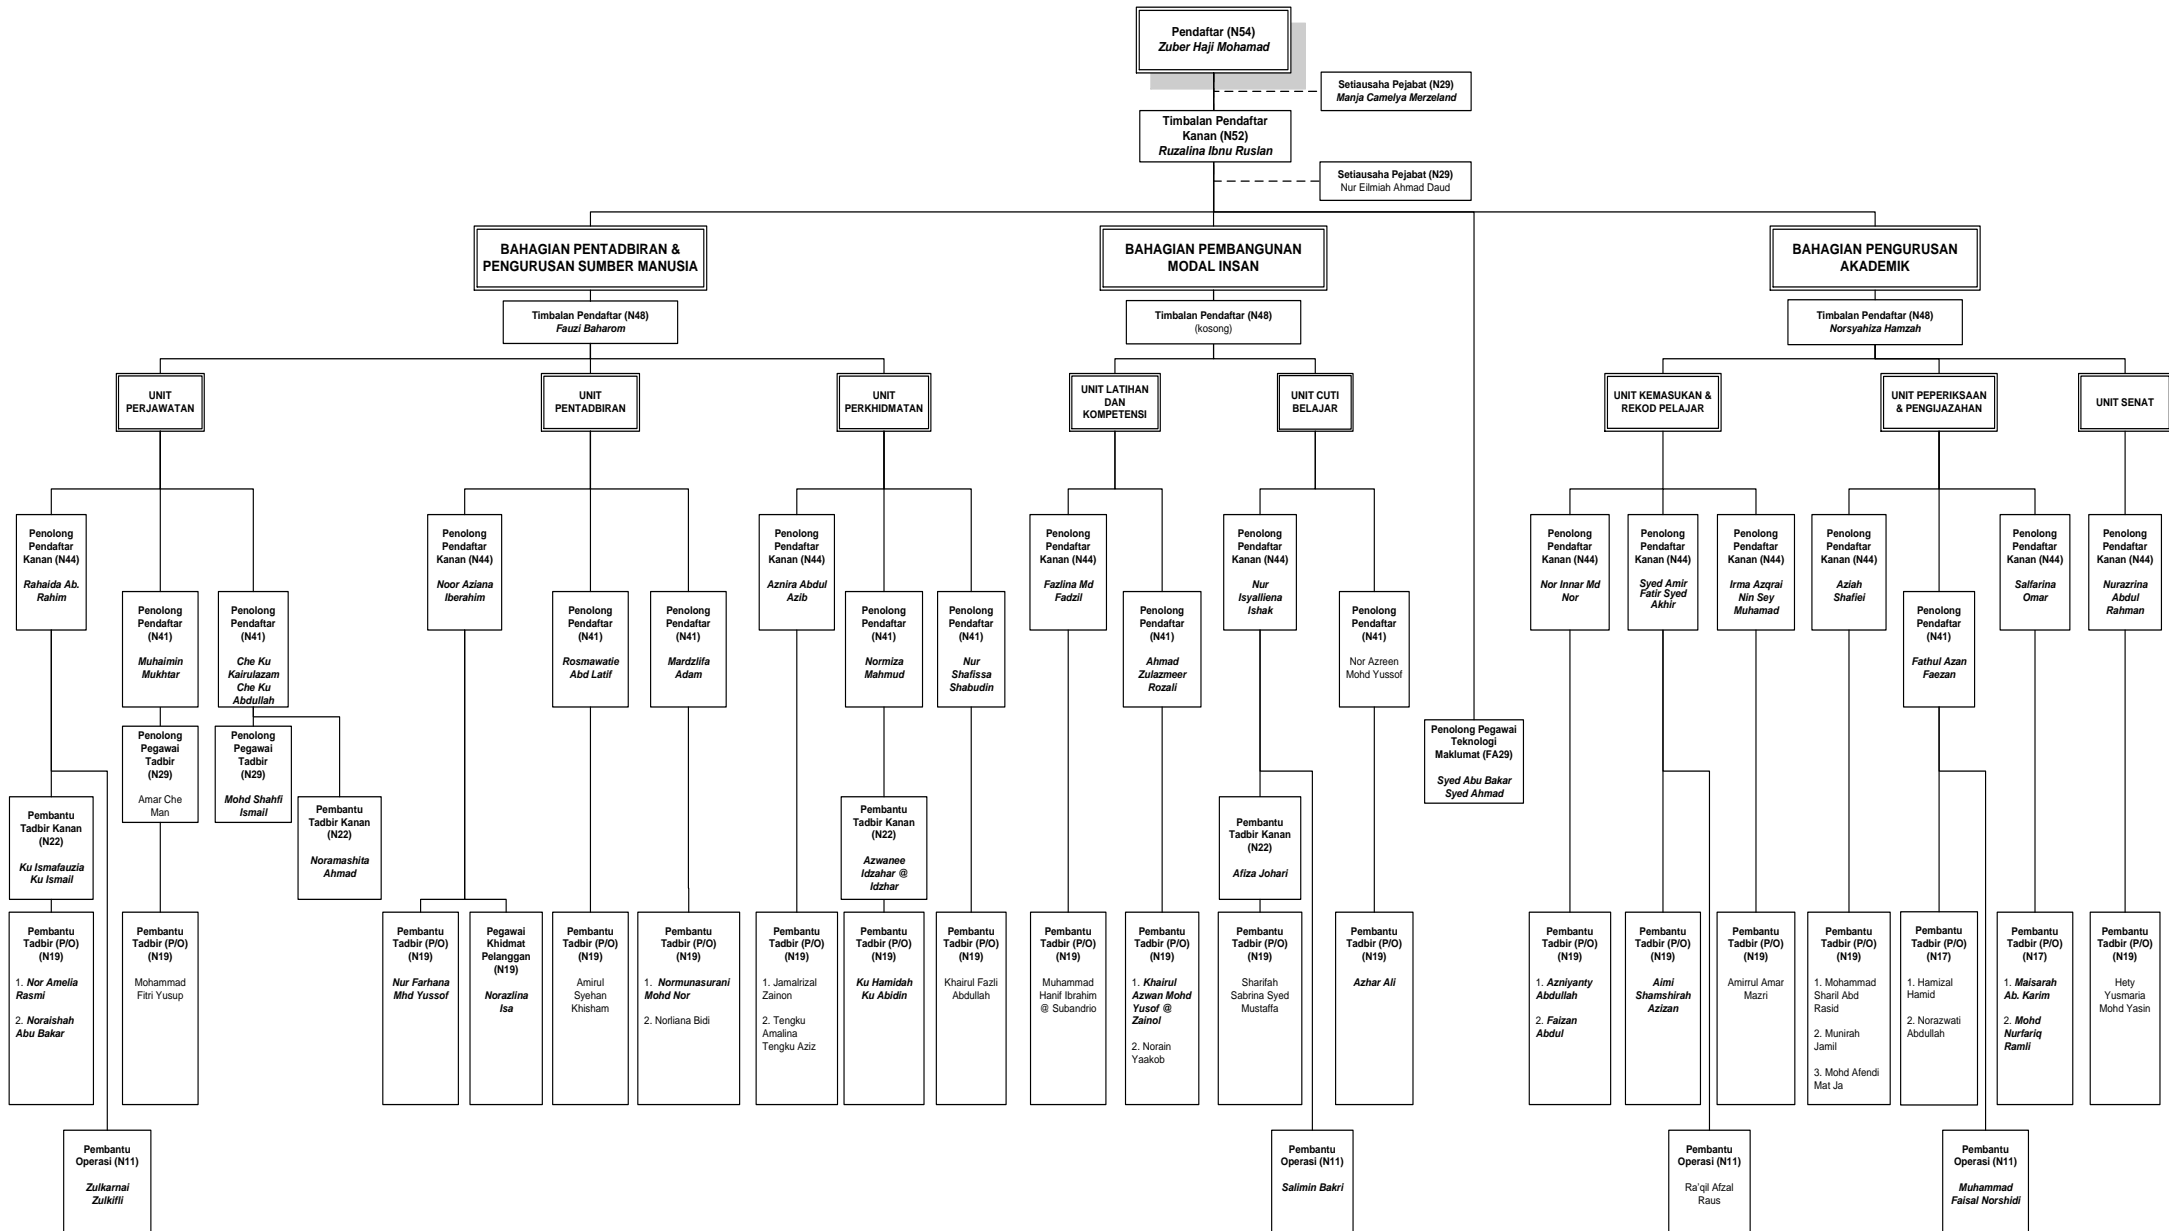 Pendaftar (N54)
Zuber Haji Mohamad
Setiausaha Pejabat (N29)
Manja Camelya Merzeland
Timbalan Pendaftar
Kanan (N52)
Ruzalina Ibnu Ruslan
Setiausaha Pejabat (N29)
Nur Eilmiah Ahmad Daud
BAHAGIAN PENTADBIRAN &
PENGURUSAN SUMBER MANUSIA
BAHAGIAN PEMBANGUNAN
MODAL INSAN
BAHAGIAN PENGURUSAN
AKADEMIK
Timbalan Pendaftar (N48)
Fauzi Baharom
Timbalan Pendaftar (N48)
(kosong)
Timbalan Pendaftar (N48)
Norsyahiza Hamzah
UNIT
PERJAWATAN
UNIT
PENTADBIRAN
UNIT
PERKHIDMATAN
UNIT LATIHAN
DAN
KOMPETENSI
UNIT CUTI
BELAJAR
UNIT KEMASUKAN &
REKOD PELAJAR
UNIT PEPERIKSAAN
& PENGIJAZAHAN
UNIT SENAT
Penolong
Pendaftar
Kanan (N44)
Rahaida Ab.
Rahim
Penolong
Pendaftar
Kanan (N44)
Noor Aziana
Iberahim
Penolong
Pendaftar
Kanan (N44)
Aznira Abdul
Azib
Penolong
Pendaftar
Kanan (N44)
Fazlina Md
Fadzil
Penolong
Pendaftar
Kanan (N44)
Nur
Isyalliena
Ishak
Penolong
Pendaftar
Kanan (N44)
Nor Innar Md
Nor
Penolong
Pendaftar
Kanan (N44)
Syed Amir
Fatir Syed
Akhir
Penolong
Pendaftar
Kanan (N44)
Irma Azqrai
Nin Sey
Muhamad
Penolong
Pendaftar
Kanan (N44)
Aziah
Shafiei
Penolong
Pendaftar
Kanan (N44)
Salfarina
Omar
Penolong
Pendaftar
Kanan (N44)
Nurazrina
Abdul
Rahman
Penolong
Pendaftar
(N41)
Muhaimin
Mukhtar
Penolong
Pendaftar
(N41)
Che Ku
Kairulazam
Che Ku
Abdullah
Penolong
Pendaftar
(N41)
Rosmawatie
Abd Latif
Penolong
Pendaftar
(N41)
Mardzlifa
Adam
Penolong
Pendaftar
(N41)
Normiza
Mahmud
Penolong
Pendaftar
(N41)
Nur
Shafissa
Shabudin
Penolong
Pendaftar
(N41)
Ahmad
Zulazmeer
Rozali
Penolong
Pendaftar
(N41)
Nor Azreen
Mohd Yussof
Penolong
Pendaftar
(N41)
Fathul Azan
Faezan
Penolong
Pegawai
Tadbir
(N29)
Amar Che
Man
Penolong
Pegawai
Tadbir
(N29)
Mohd Shahfi
Ismail
Penolong Pegawai
Teknologi
Maklumat (FA29)
Syed Abu Bakar
Syed Ahmad
Pembantu
Tadbir Kanan
(N22)
Ku Ismafauzia
Ku Ismail
Pembantu
Tadbir Kanan
(N22)
Noramashita
Ahmad
Pembantu
Tadbir Kanan
(N22)
Azwanee
Idzahar @
Idzhar
Pembantu
Tadbir Kanan
(N22)
Afiza Johari
Pembantu
Tadbir (P/O)
(N19)
1. Nor Amelia
Rasmi
2. Noraishah
Abu Bakar
Pembantu
Tadbir (P/O)
(N19)
Mohammad
Fitri Yusup
Pembantu
Tadbir (P/O)
(N19)
Nur Farhana
Mhd Yussof
Pegawai
Khidmat
Pelanggan
(N19)
Norazlina
Isa
Pembantu
Tadbir (P/O)
(N19)
Amirul
Syehan
Khisham
Pembantu
Tadbir (P/O)
(N19)
1. Normunasurani
Mohd Nor
2. Norliana Bidi
Pembantu
Tadbir (P/O)
(N19)
1. Jamalrizal
Zainon
2. Tengku
Amalina
Tengku Aziz
Pembantu
Tadbir (P/O)
(N19)
Ku Hamidah
Ku Abidin
Pembantu
Tadbir (P/O)
(N19)
Khairul Fazli
Abdullah
Pembantu
Tadbir (P/O)
(N19)
Muhammad
Hanif Ibrahim
@ Subandrio
Pembantu
Tadbir (P/O)
(N19)
1. Khairul
Azwan Mohd
Yusof @
Zainol
2. Norain
Yaakob
Pembantu
Tadbir (P/O)
(N19)
Sharifah
Sabrina Syed
Mustaffa
Pembantu
Tadbir (P/O)
(N19)
Azhar Ali
Pembantu
Tadbir (P/O)
(N19)
1. Azniyanty
Abdullah
2. Faizan
Abdul
Pembantu
Tadbir (P/O)
(N19)
Aimi
Shamshirah
Azizan
Pembantu
Tadbir (P/O)
(N19)
Amirrul Amar
Mazri
Pembantu
Tadbir (P/O)
(N19)
1. Mohammad
Sharil Abd
Rasid
2. Munirah
Jamil
3. Mohd Afendi
Mat Ja
Pembantu
Tadbir (P/O)
(N17)
1. Hamizal
Hamid
2. Norazwati
Abdullah
Pembantu
Tadbir (P/O)
(N17)
1. Maisarah
Ab. Karim
2. Mohd
Nurfariq
Ramli
Pembantu
Tadbir (P/O)
(N19)
Hety
Yusmaria
Mohd Yasin
Pembantu
Operasi (N11)
Zulkarnai
Zulkifli
Pembantu
Operasi (N11)
Salimin Bakri
Pembantu
Operasi (N11)
Ra'qil Afzal
Raus
Pembantu
Operasi (N11)
Muhammad
Faisal Norshidi